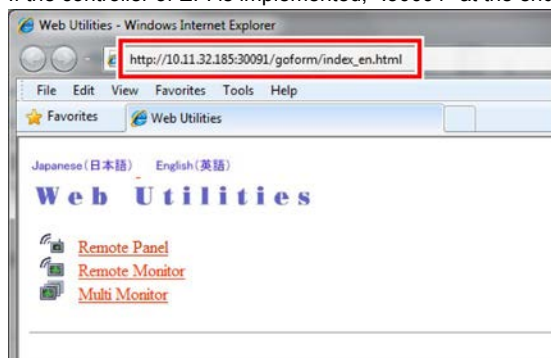 Web Utilities - Windows Internet Explorer
http://10.11.32.185:30091/goform/index_en.html
File Edit View Favorites Tools Help
Favorites Web Utilities
Japanese(日本語) English(英語)
Web Utilities
Remote Panel
Remote Monitor
Multi Monitor